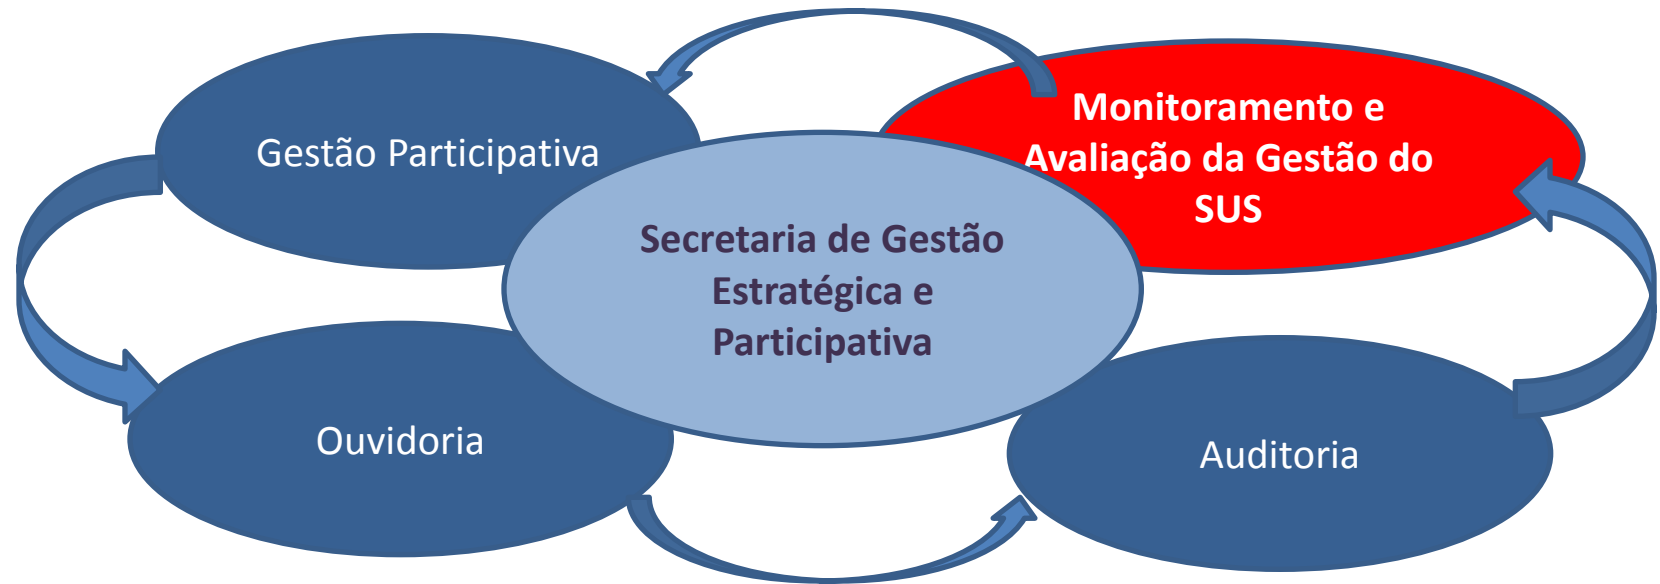 Gestão Participativa
Monitoramento e
Avaliação da Gestão do
SUS
Secretaria de Gestão
Estratégica e
Participativa
Ouvidoria
Auditoria